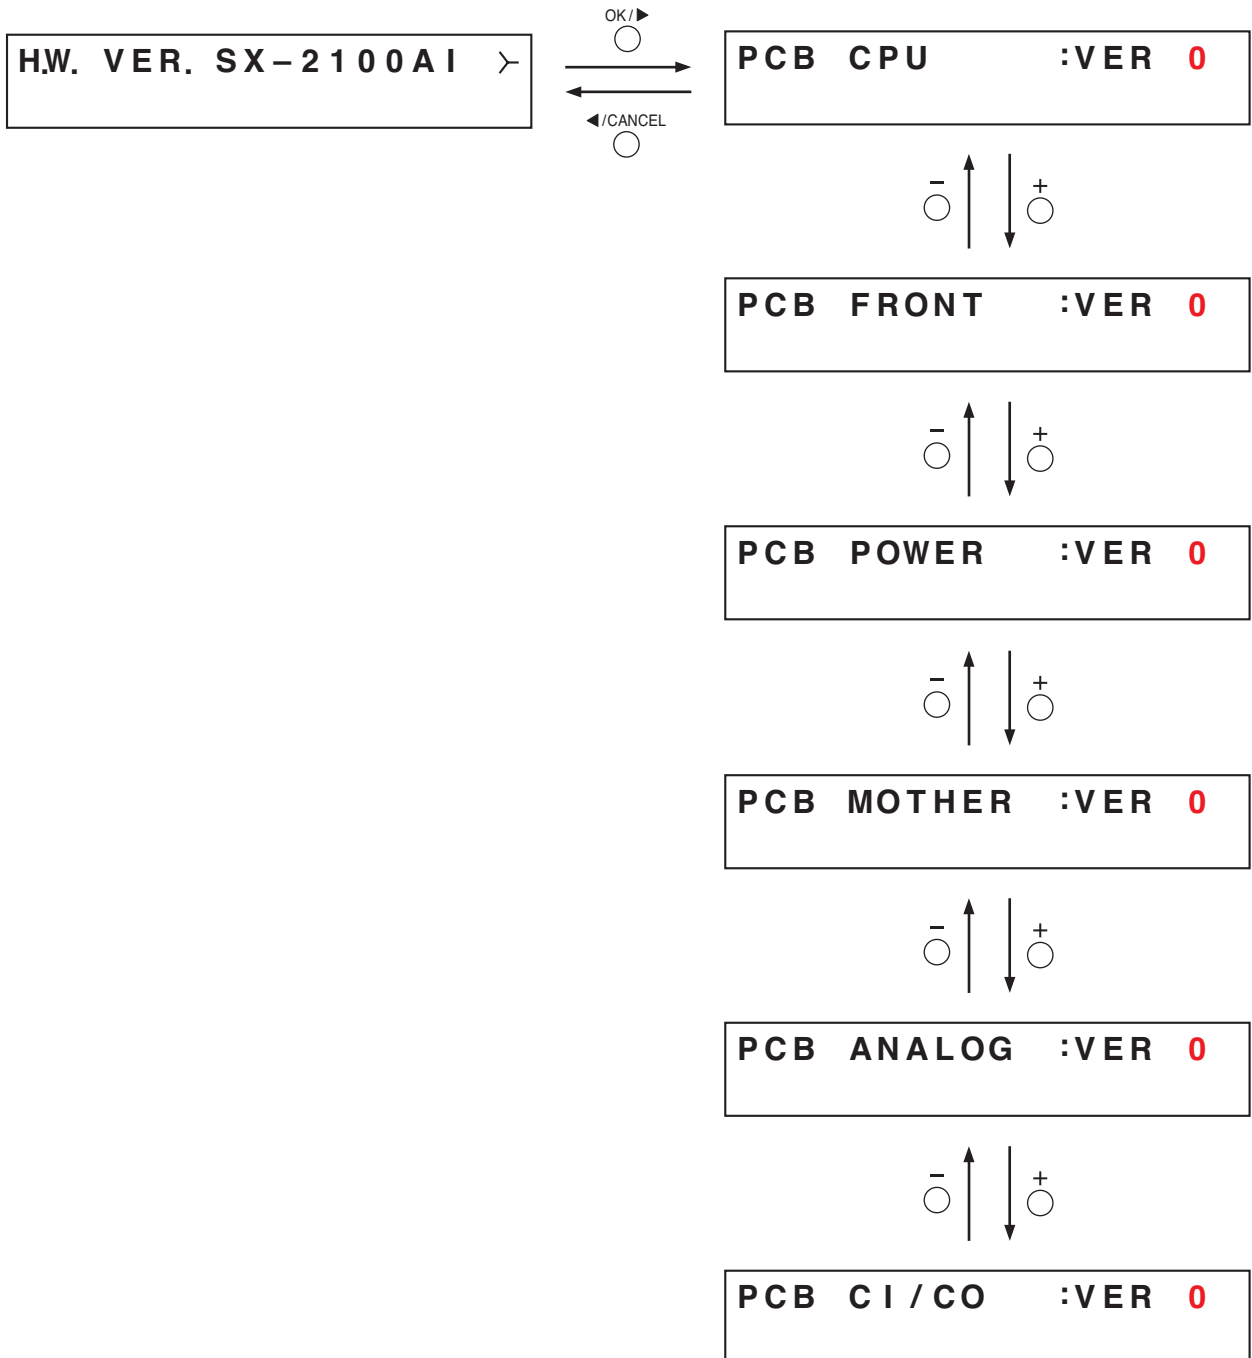 H.W. VER. SX-2100AI >-
OK/▶
◀/CANCEL
PCB CPU :VER 0
- +
PCB FRONT :VER 0
- +
PCB POWER :VER 0
- +
PCB MOTHER :VER 0
- +
PCB ANALOG :VER 0
- +
PCB CI/CO :VER 0